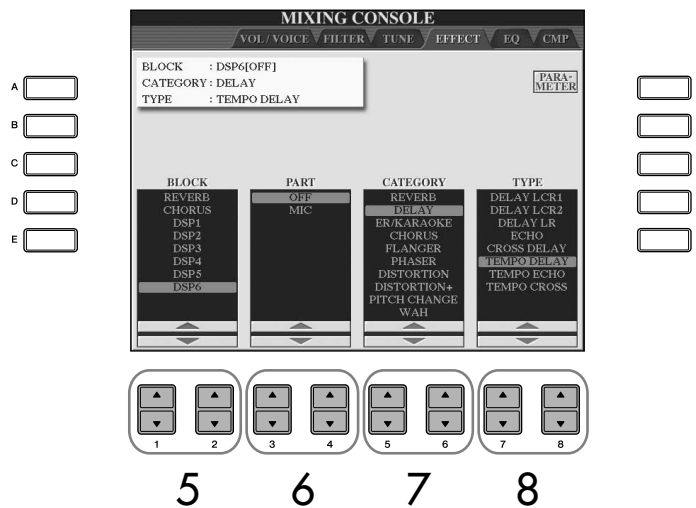 MIXING CONSOLE
VOL / VOICE FILTER TUNE EFFECT EQ CMP
BLOCK : DSP6[OFF]
CATEGORY : DELAY
TYPE : TEMPO DELAY
PARA-
METER
A
B
C
D
E
BLOCK
REVERB
CHORUS
DSP1
DSP2
DSP3
DSP4
DSP5
DSP6
PART
OFF
MIC
CATEGORY
REVERB
DELAY
ER/KARAOKE
CHORUS
FLANGER
PHASER
DISTORTION
DISTORTION+
PITCH CHANGE
WAH
TYPE
DELAY LCR1
DELAY LCR2
DELAY LR
ECHO
CROSS DELAY
TEMPO DELAY
TEMPO ECHO
TEMPO CROSS
1 2 3 4 5 6 7 8
5 6 7 8